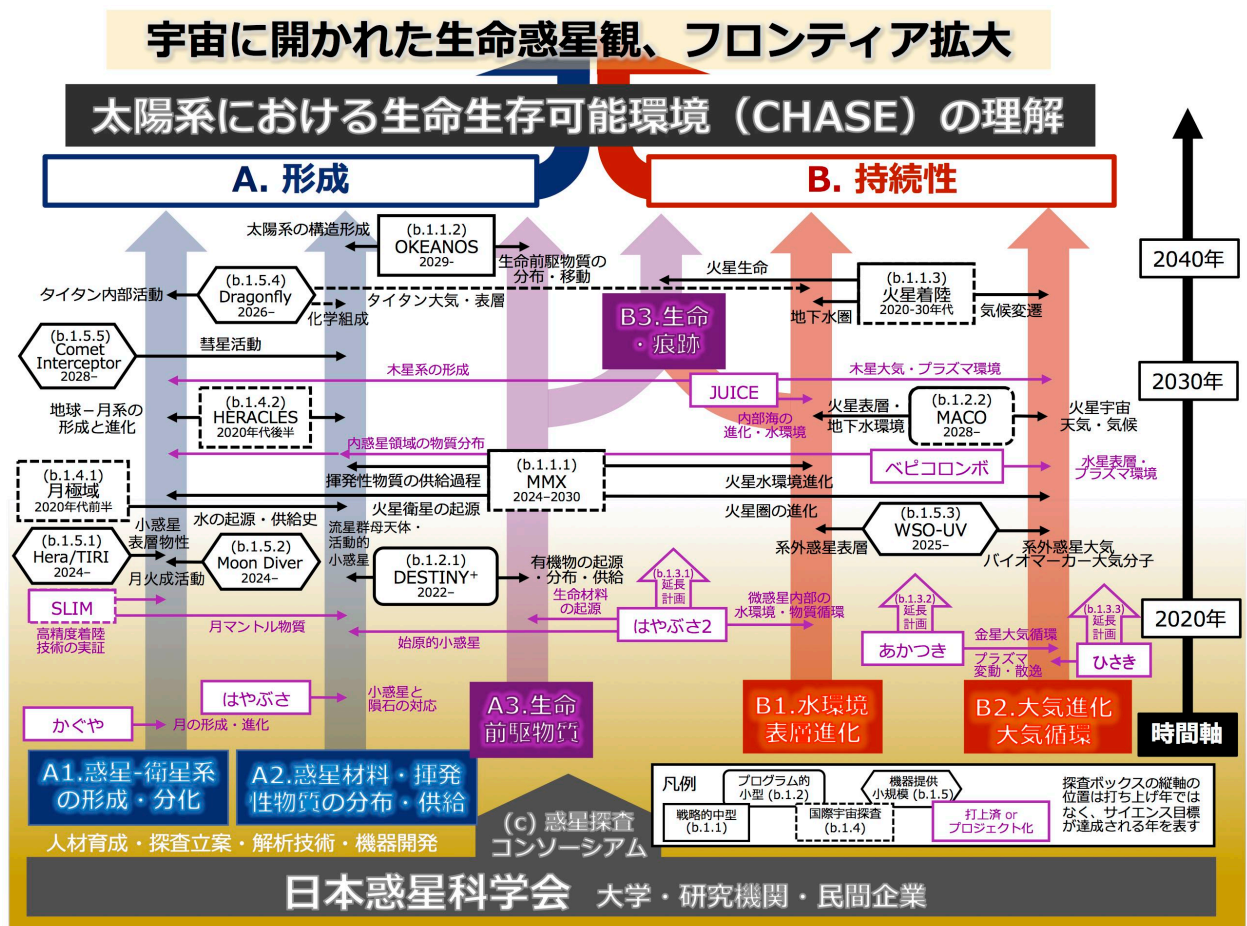 宇宙に開かれた生命惑星観、フロンティア拡大
太陽系における生命生存可能環境（CHASE）の理解
A. 形成
B. 持続性
太陽系の構造形成
(b.1.1.2)
OKEANOS
2029-
生命前駆物質の
分布・移動
火星生命
2040年
(b.1.5.4)
Dragonfly
2026–
タイタン内部活動
タイタン大気・表層
化学組成
(b.1.1.3)
火星着陸
2020-30年代
地下水圏
気候変遷
B3.生命
・痕跡
(b.1.5.5)
Comet
Interceptor
2028–
彗星活動
木星系の形成
木星大気・プラズマ環境
2030年
JUICE
内部海の
進化・水環境
地球－月系の
形成と進化
(b.1.4.2)
HERACLES
2020年代後半
火星表層・
地下水環境
(b.1.2.2)
MACO
2028–
火星宇宙
天気・気候
内惑星領域の物質分布
ベピコロンボ
水星表層・
プラズマ環境
(b.1.1.1)
MMX
2024–2030
揮発性物質の供給過程
火星水環境進化
(b.1.4.1)
月極域
2020年代前半
火星衛星の起源
火星圏の進化
水の起源・供給史
小惑星
表層物性
流星群母天体・
活動的
小惑星
(b.1.5.3)
WSO-UV
2025–
系外惑星表層
系外惑星大気
バイオマーカー大気分子
(b.1.5.1)
Hera/TIRI
2024–
月火成活動
(b.1.5.2)
Moon Diver
2024–
(b.1.2.1)
DESTINY⁺
2022–
有機物の起源
・分布・供給
生命材料
の起源
(b.1.3.1)
延長
計画
はやぶさ2
微惑星内部の
水環境・物質循環
(b.1.3.2)
延長
計画
(b.1.3.3)
延長
計画
2020年
SLIM
高精度着陸
技術の実証
月マントル物質
始原的小惑星
あかつき
金星大気循環
プラズマ
変動・散逸
ひさき
はやぶさ
小惑星と
隕石の対応
かぐや
月の形成・進化
A3.生命
前駆物質
B1.水環境
表層進化
B2.大気進化
大気循環
時間軸
A1.惑星-衛星系
の形成・分化
A2.惑星材料・揮発
性物質の分布・供給
凡例
プログラム的
小型 (b.1.2)
機器提供
小規模 (b.1.5)
戦略的中型
(b.1.1)
国際宇宙探査
(b.1.4)
打上済 or
プロジェクト化
探査ボックスの縦軸の
位置は打ち上げ年では
なく、サイエンス目標
が達成される年を表す
人材育成・探査立案・解析技術・機器開発
(c) 惑星探査
コンソーシアム
日本惑星科学会 大学・研究機関・民間企業